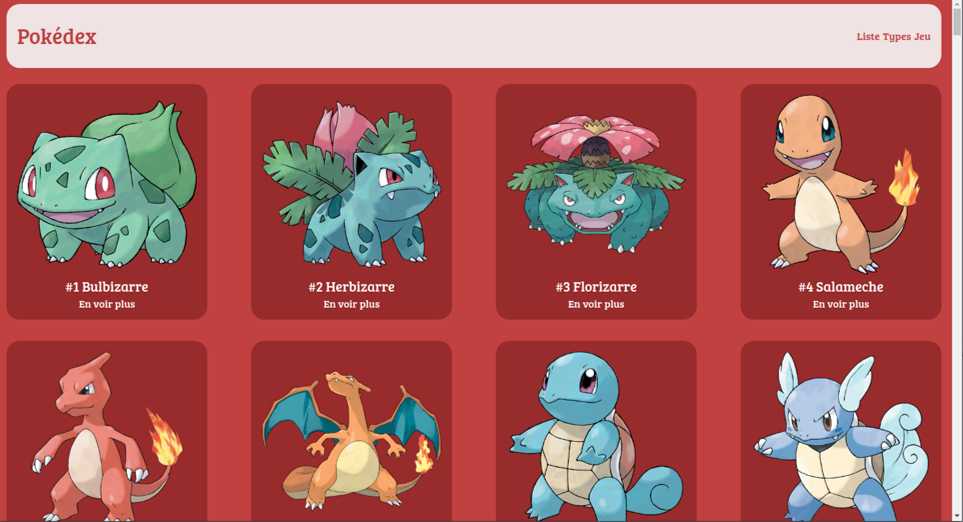 Pokédex
Liste Types Jeu
#1 Bulbizarre
En voir plus
#2 Herbizarre
En voir plus
#3 Florizarre
En voir plus
#4 Salameche
En voir plus